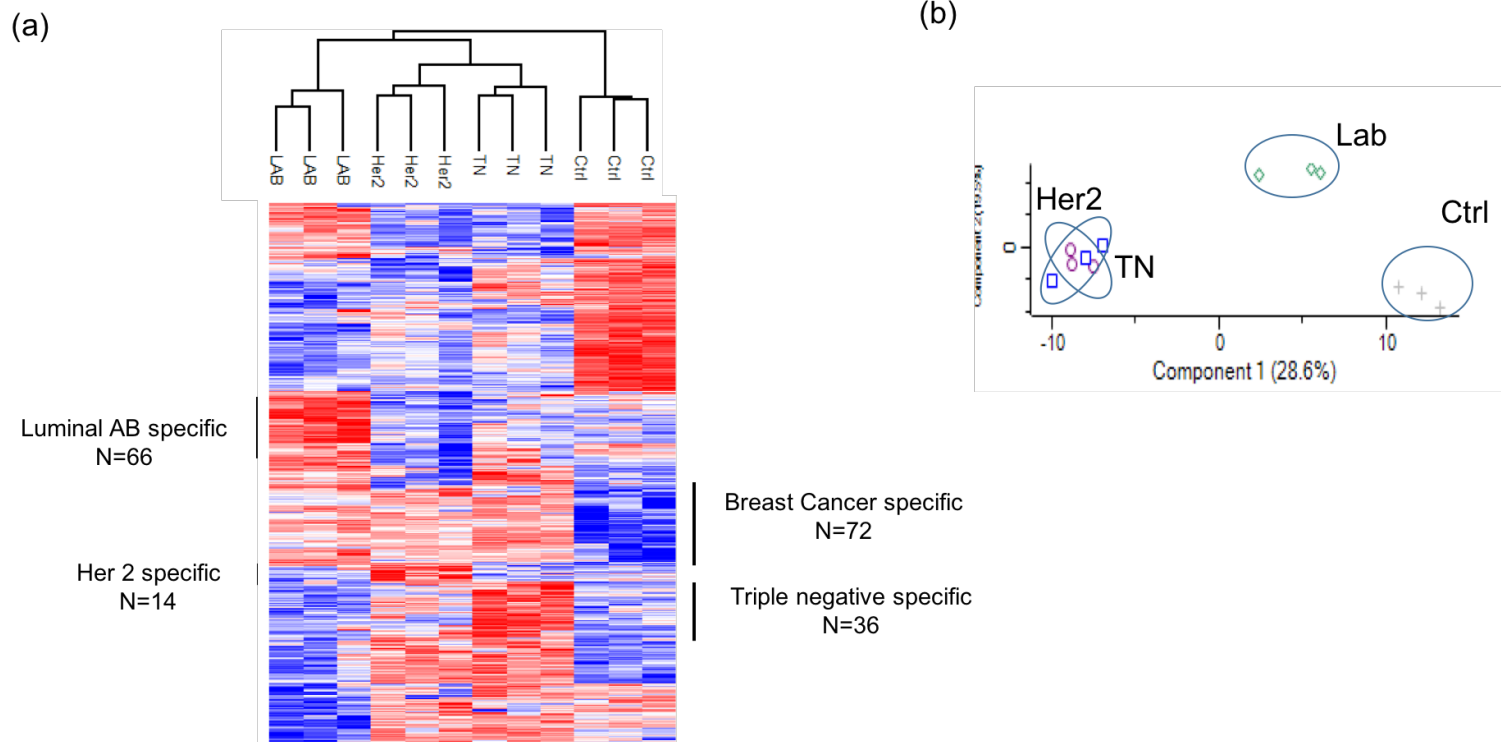 (a)
LAB LAB LAB Her2 Her2 Her2 TN TN TN Ctrl Ctrl Ctrl
Luminal AB specific
N=66
Her 2 specific
N=14
Breast Cancer specific
N=72
Triple negative specific
N=36
(b)
Lab
Her2
Ctrl
TN
0
-10 0 10
Component 1 (28.6%)